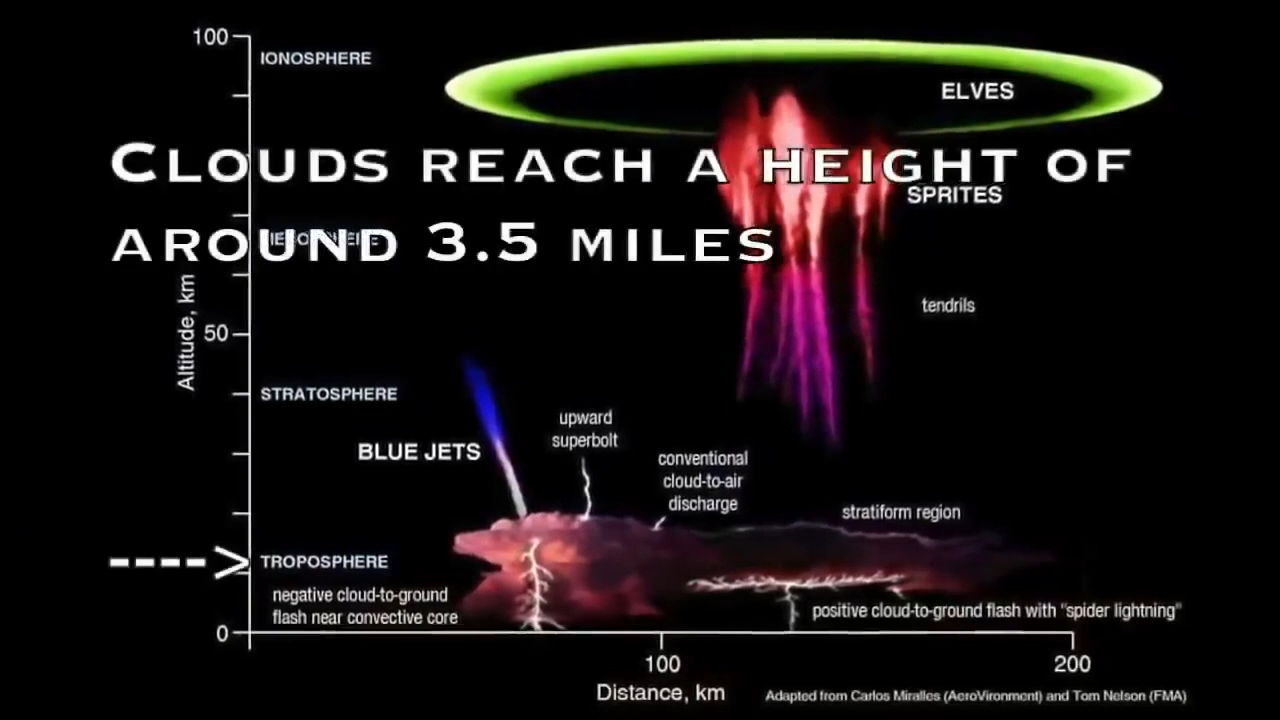 100
IONOSPHERE
ELVES
CLOUDS REACH A HEIGHT OF
SPRITES
AROUND 3.5 MILES
Altitude, km
tendrils
50
STRATOSPHERE
upward
superbolt
BLUE JETS
conventional
cloud-to-air
discharge
stratiform region
TROPOSPHERE
negative cloud-to-ground
flash near convective core
positive cloud-to-ground flash with "spider lightning"
0
100
200
Distance, km
Adapted from Carlos Miralles (AeroVironment) and Tom Nelson (FMA)